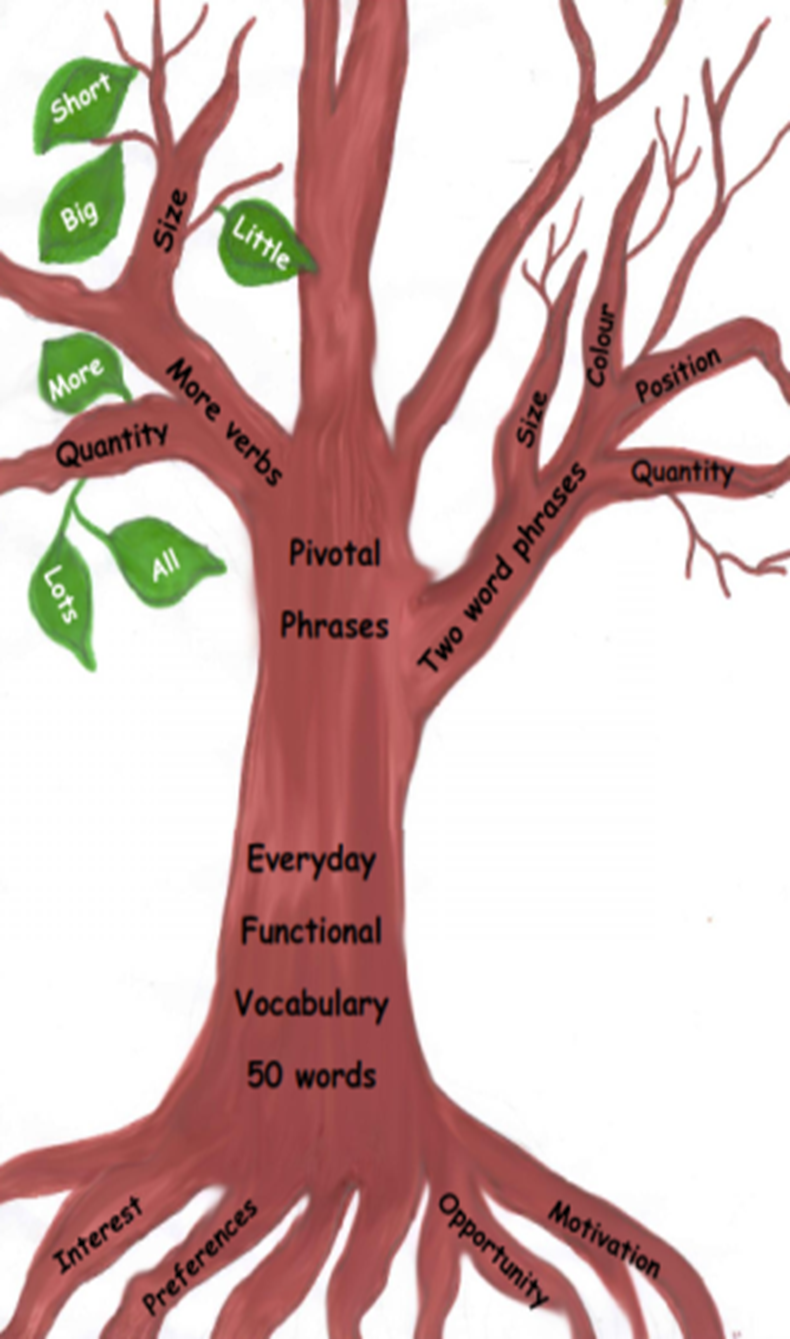 Short
Big
Size
Little
More
More verbs
Quantity
Lots
All
Size
Colour
Position
Quantity
Two word phrases
Pivotal
Phrases
Everyday
Functional
Vocabulary
50 words
Interest
Preferences
Opportunity
Motivation